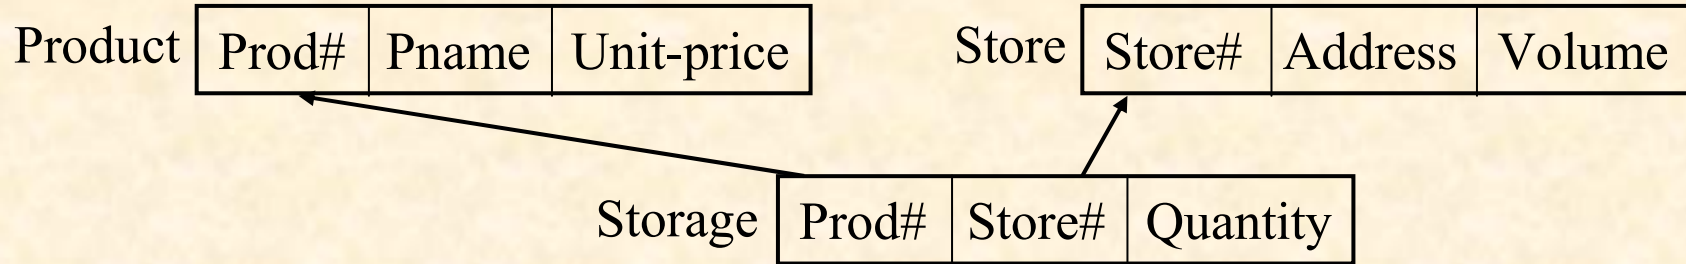 Product Prod# Pname Unit-price
Store Store# Address Volume
Storage Prod# Store# Quantity